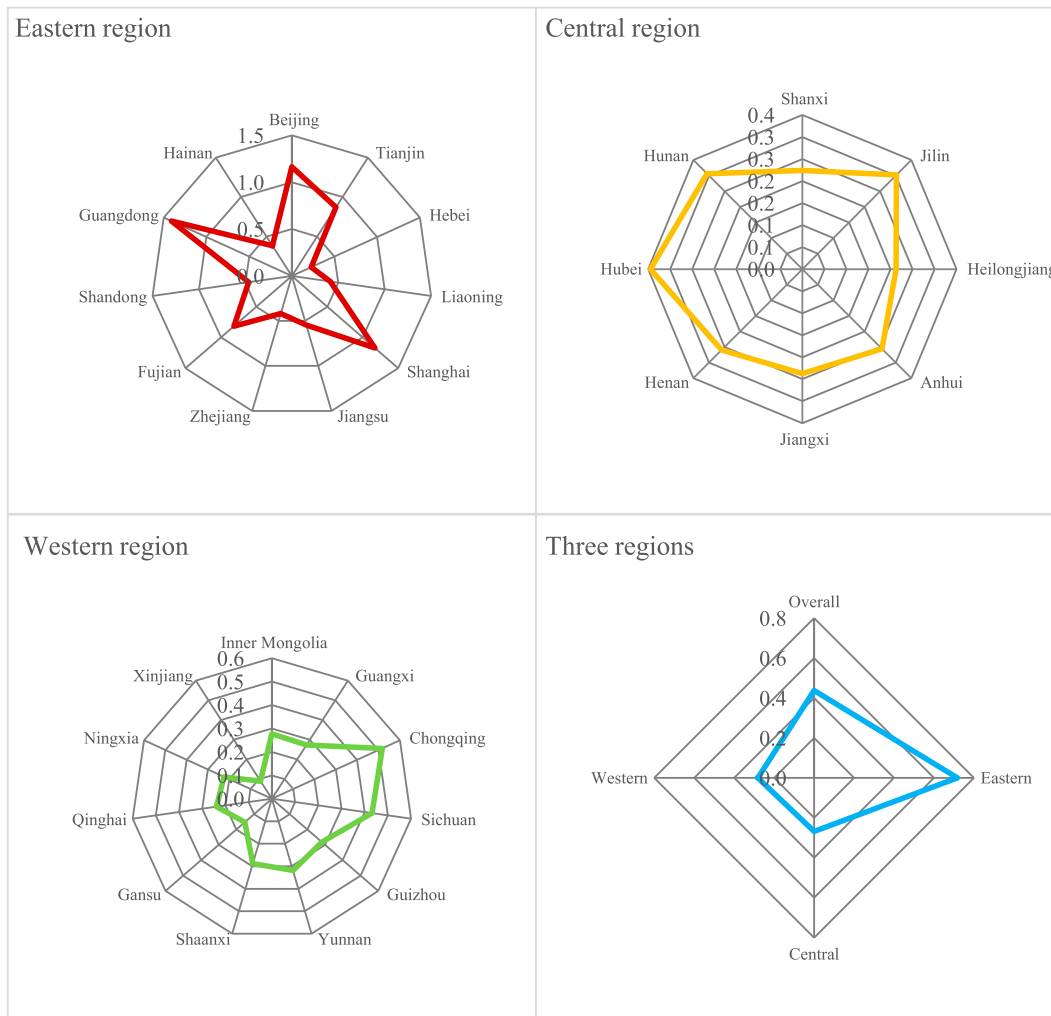 Eastern region
Beijing
1.5
1.0
0.5
0.0
Tianjin
Hebei
Liaoning
Shanghai
Jiangsu
Zhejiang
Fujian
Shandong
Guangdong
Hainan
Central region
Shanxi
0.4
0.3
0.3
0.2
0.2
0.1
0.1
0.0
Jilin
Heilongjiang
Anhui
Jiangxi
Henan
Hubei
Hunan
Western region
Inner Mongolia
0.6
0.5
0.4
0.3
0.2
0.1
0.0
Guangxi
Chongqing
Sichuan
Guizhou
Yunnan
Shaanxi
Gansu
Qinghai
Ningxia
Xinjiang
Three regions
Overall
0.8
0.6
0.4
0.2
0.0
Eastern
Central
Western